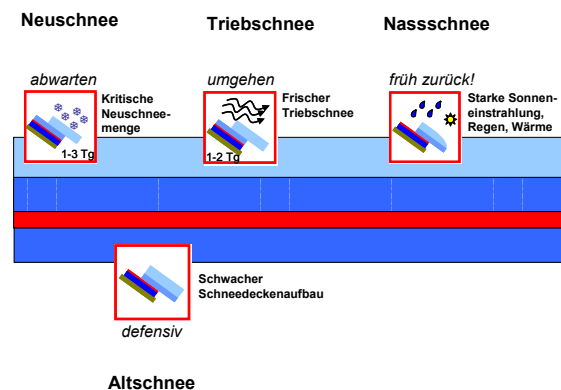 Neuschnee
Triebschnee
Nassschnee
abwarten
umgehen
früh zurück!
Kritische
Neuschnee-
menge
1-3 Tg
Frischer
Triebschnee
1-2 Tg
Starke Sonnen-
einstrahlung,
Regen, Wärme
Schwacher
Schneedeckenaufbau
defensiv
Altschnee